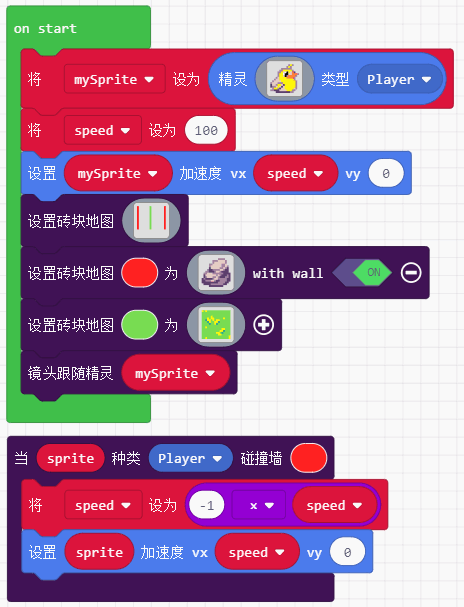 on start
将 mySprite 设为 精灵 类型 Player
将 speed 设为 100
设置 mySprite 加速度 vx speed vy 0
设置砖块地图
设置砖块地图 为 with wall ON
设置砖块地图 为
镜头跟随精灵 mySprite
当 sprite 种类 Player 碰撞墙
将 speed 设为 -1 x speed
设置 sprite 加速度 vx speed vy 0